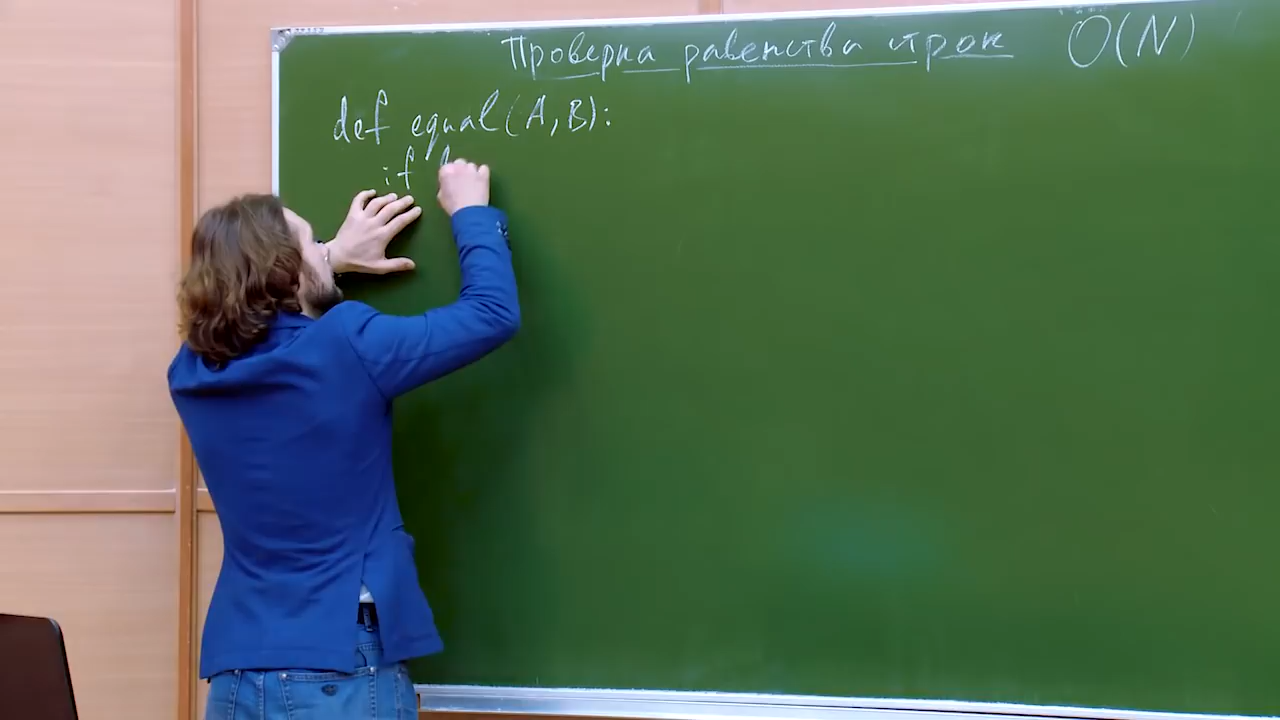 Проверка равенства строк O(N)
def equal(A,B):
if